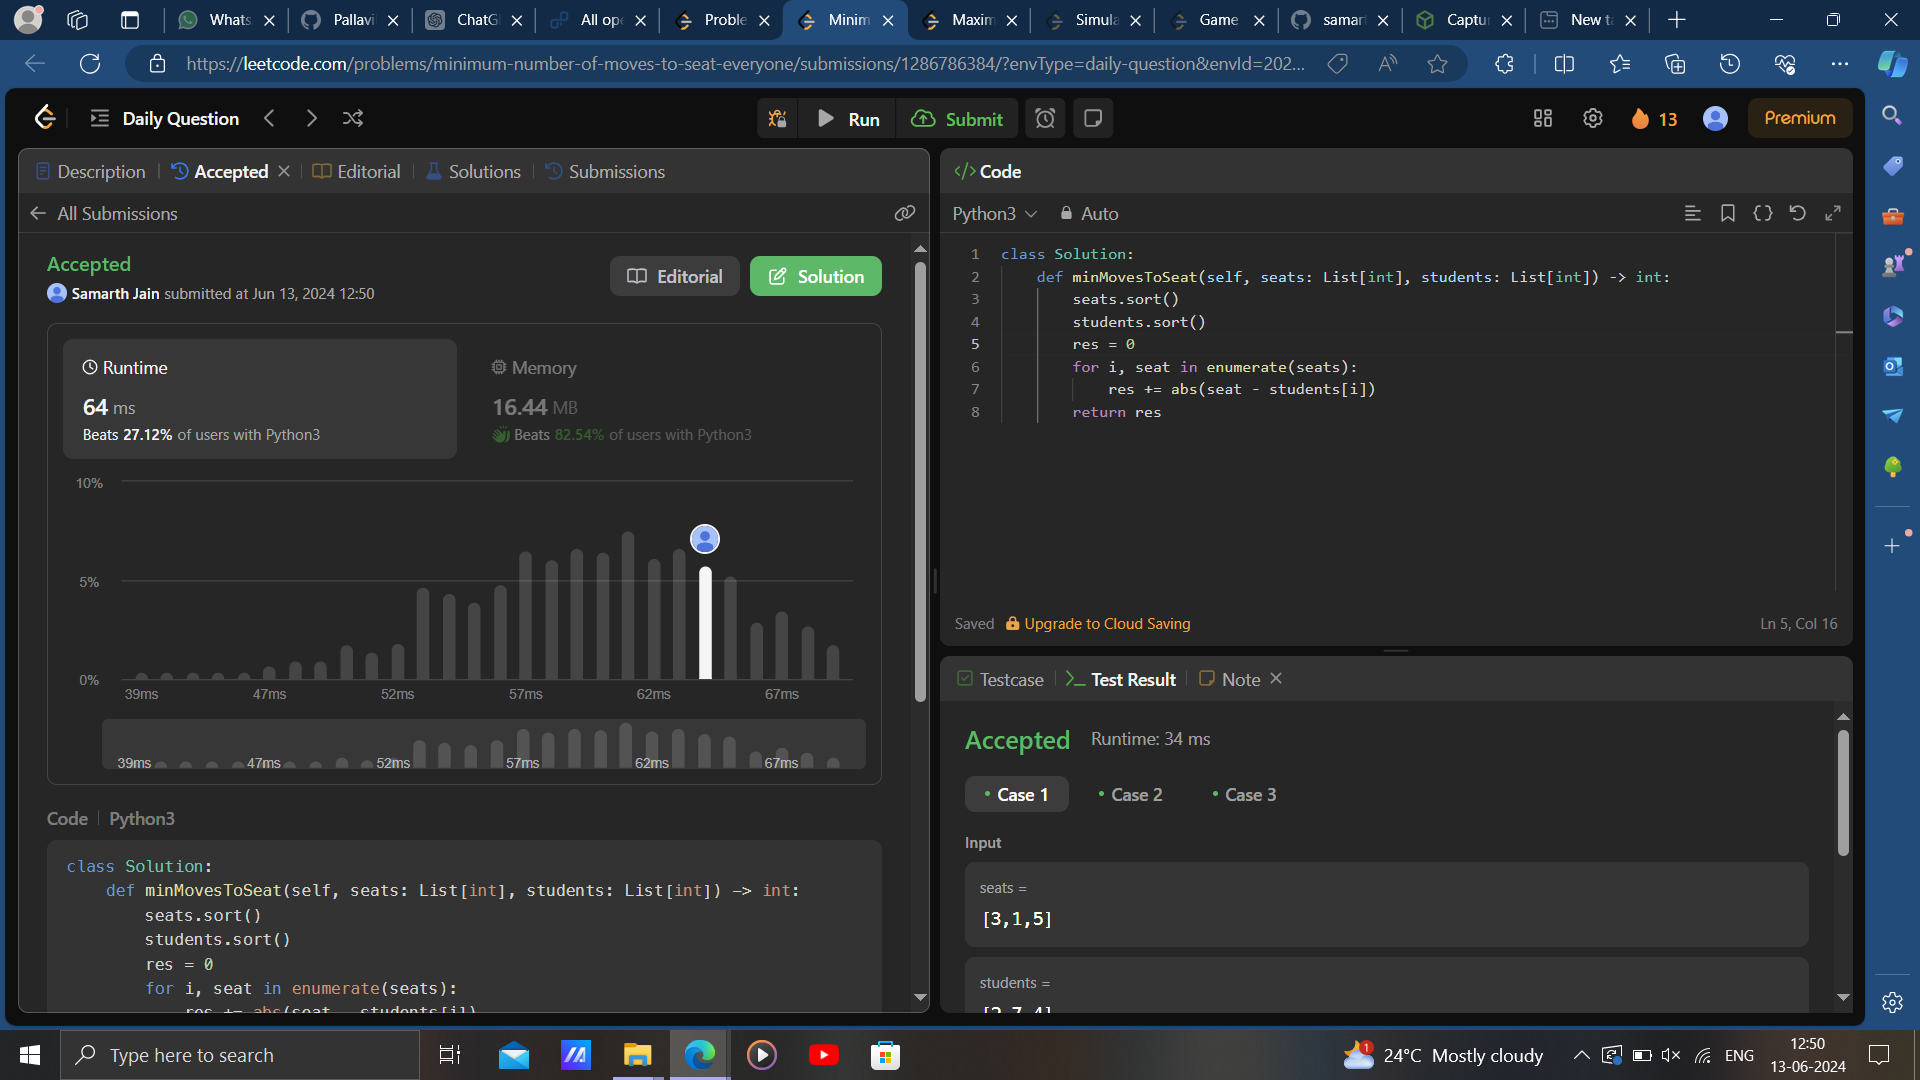 Whats
Pallavi
ChatG
All ope
Proble
Minim
Maxim
Simula
Game
samar
Captu
New ta
https://leetcode.com/problems/minimum-number-of-moves-to-seat-everyone/submissions/1286786384/?envType=daily-question&envId=202...
Daily Question
Run
Submit
13
Premium
Description
Accepted
Editorial
Solutions
Submissions
All Submissions
Accepted
Samarth Jain submitted at Jun 13, 2024 12:50
Editorial
Solution
Runtime
64 ms
Beats 27.12% of users with Python3
Memory
16.44 MB
Beats 82.54% of users with Python3
10%
5%
0%
39ms 47ms 52ms 57ms 62ms 67ms
39ms 47ms 52ms 57ms 62ms 67ms
Code | Python3
class Solution:
def minMovesToSeat(self, seats: List[int], students: List[int]) -> int:
seats.sort()
students.sort()
res = 0
for i, seat in enumerate(seats):
res += abs(seat - students[i])
</> Code
Python3
Auto
1 class Solution:
2 def minMovesToSeat(self, seats: List[int], students: List[int]) -> int:
3 seats.sort()
4 students.sort()
5 res = 0
6 for i, seat in enumerate(seats):
7 res += abs(seat - students[i])
8 return res
Saved
Upgrade to Cloud Saving
Ln 5, Col 16
Testcase
Test Result
Note
Accepted Runtime: 34 ms
• Case 1
• Case 2
• Case 3
Input
seats =
[3,1,5]
students =
[2,7,4]
Type here to search
1
24°C Mostly cloudy
ENG
12:50
13-06-2024